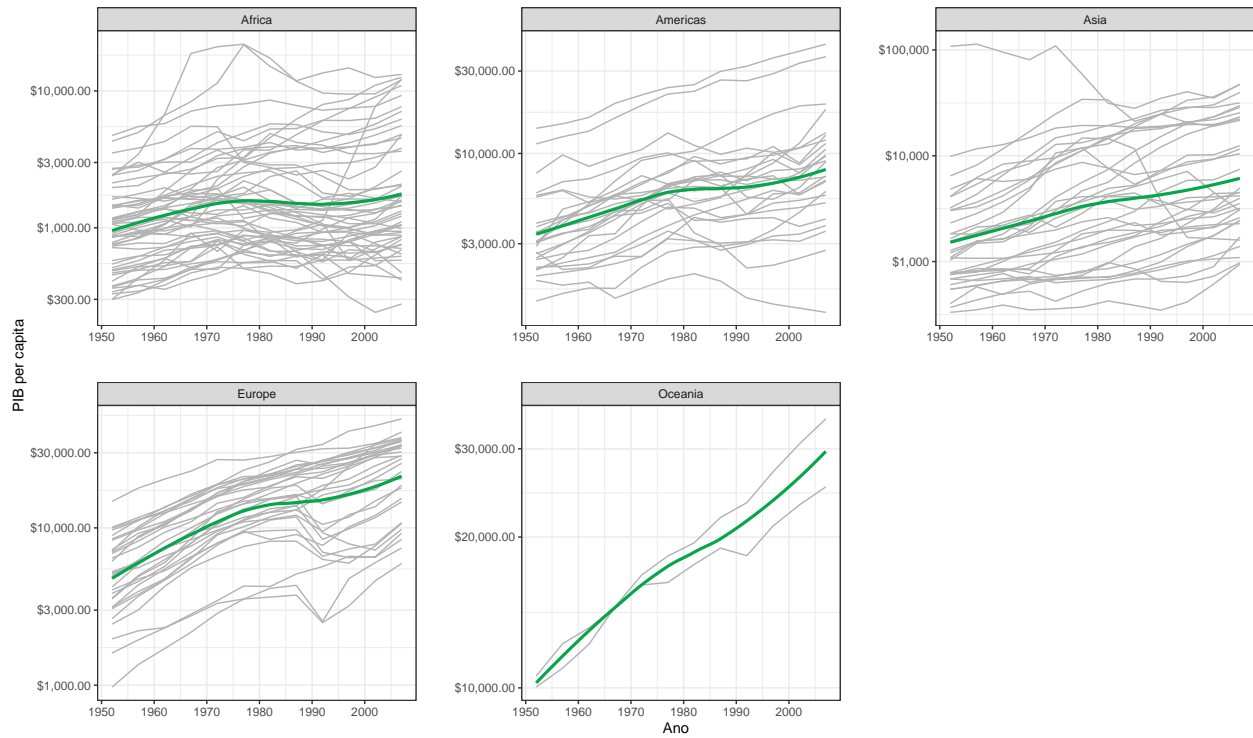 Africa
Americas
Asia
$10,000.00
$3,000.00
$1,000.00
$300.00
1950 1960 1970 1980 1990 2000
$30,000.00
$10,000.00
$3,000.00
1950 1960 1970 1980 1990 2000
$100,000
$10,000
$1,000
1950 1960 1970 1980 1990 2000
PIB per capita
Europe
Oceania
$30,000.00
$10,000.00
$3,000.00
$1,000.00
1950 1960 1970 1980 1990 2000
$30,000.00
$20,000.00
$10,000.00
1950 1960 1970 1980 1990 2000
Ano